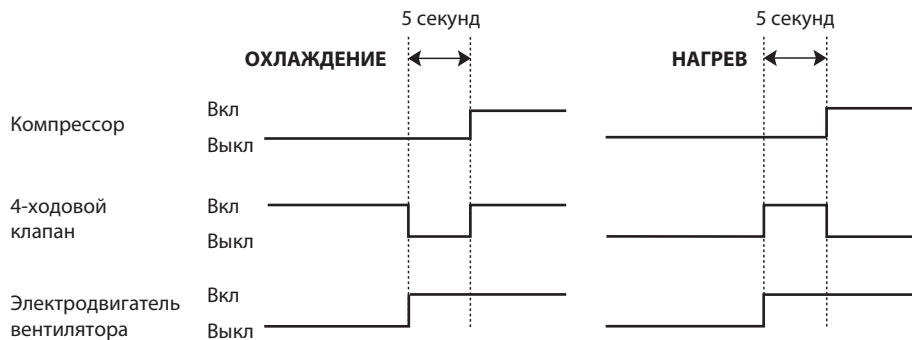 5 секунд
5 секунд
ОХЛАЖДЕНИЕ
НАГРЕВ
Компрессор
Вкл
Выкл
4-ходовой
клапан
Вкл
Выкл
Электродвигатель
вентилятора
Вкл
Выкл